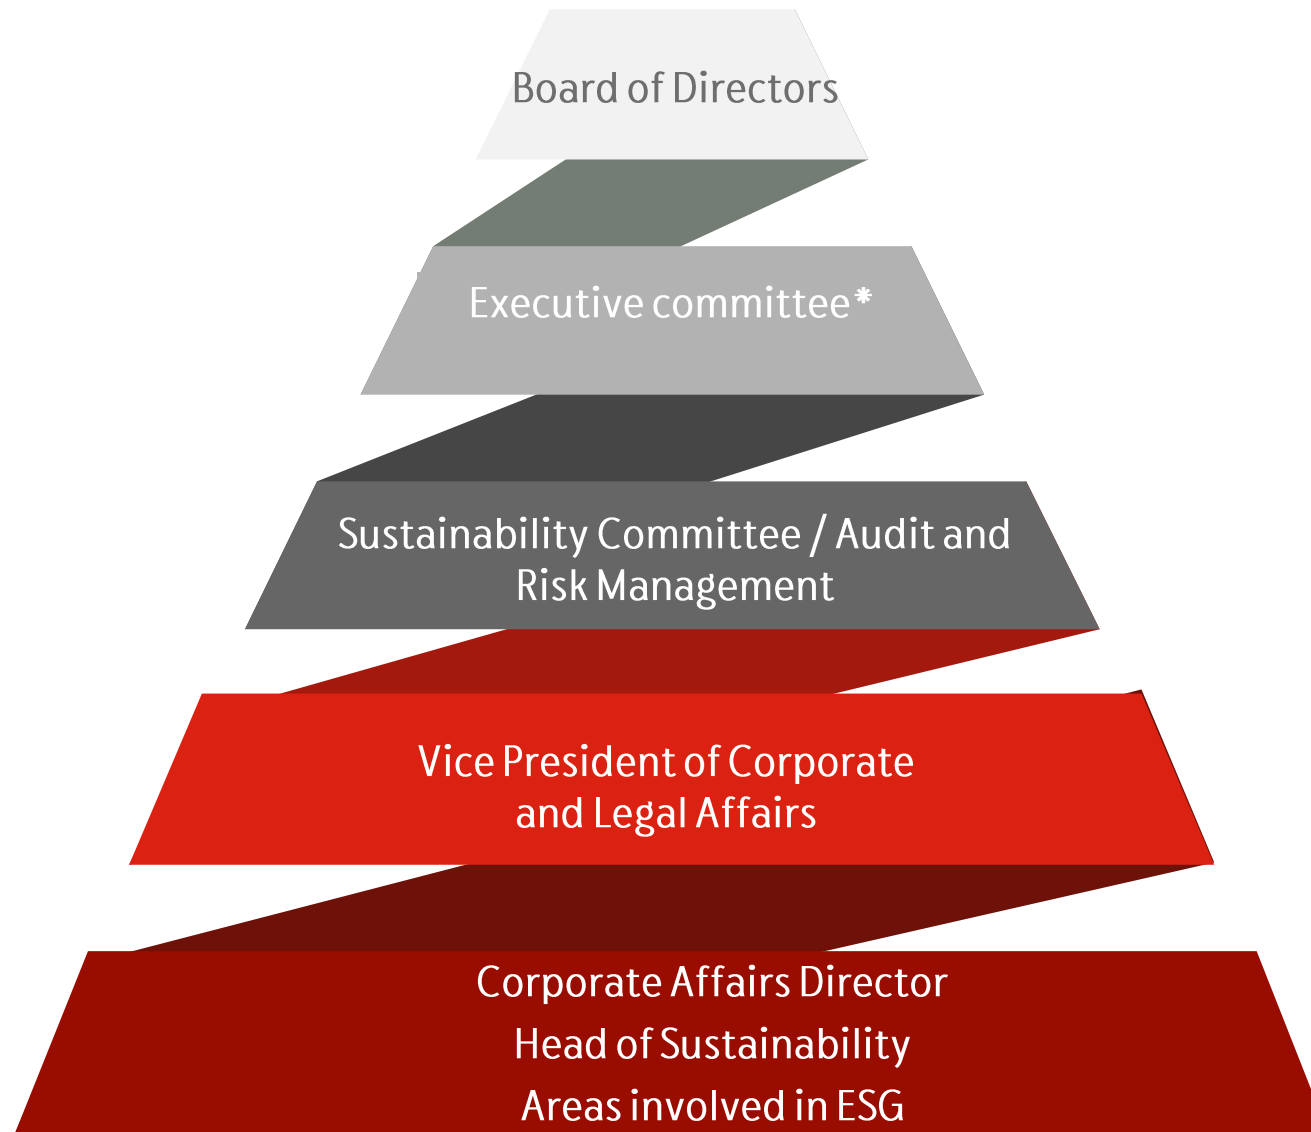 Board of Directors
Executive committee*
Sustainability Committee / Audit and
Risk Management
Vice President of Corporate
and Legal Affairs
Corporate Affairs Director
Head of Sustainability
Areas involved in ESG